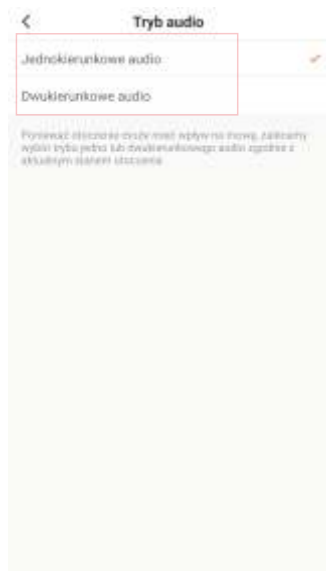 Tryb audio
Jednokierunkowe audio
Dwukierunkowe audio
Ponieważ otoczenie może mieć wpływ na mowę, zalecamy
wybór trybu jedno lub dwukierunkowego audio zgodnie z
aktualnym stanem otoczenia